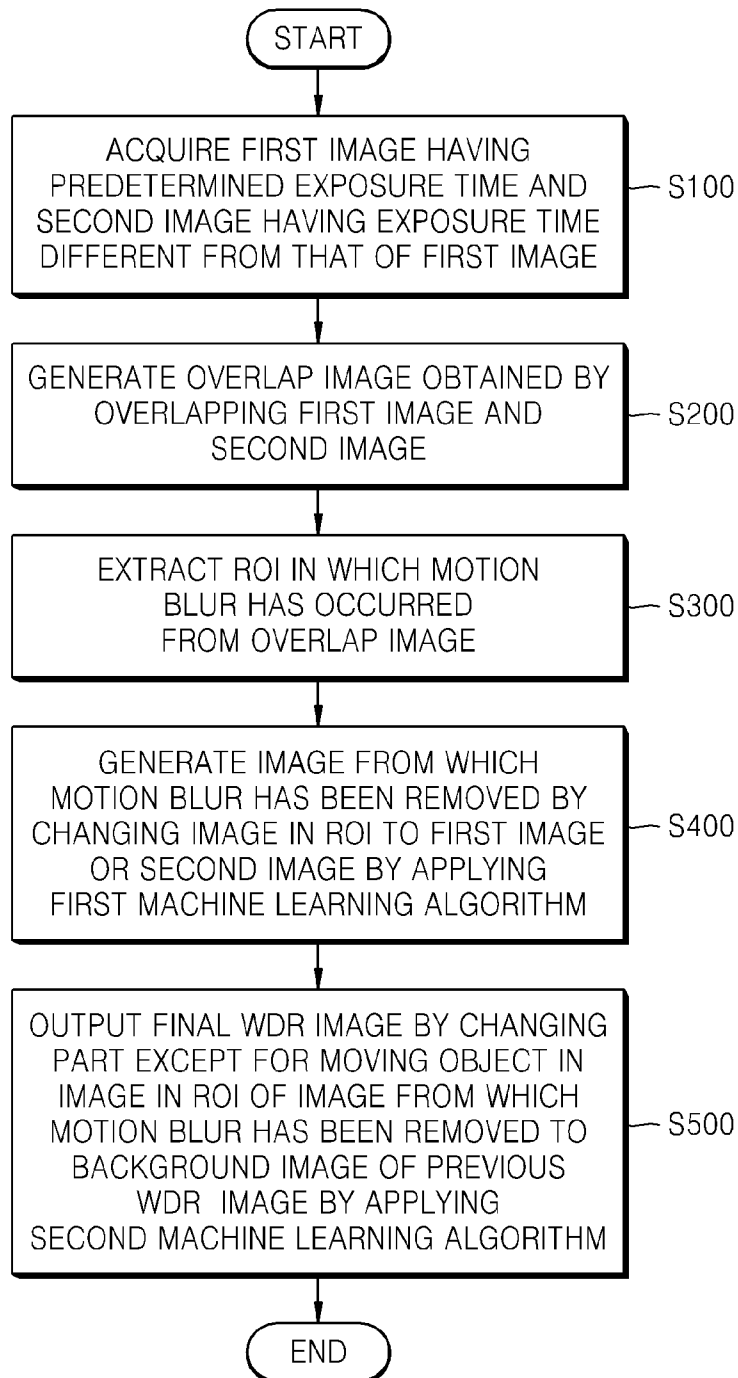 START
ACQUIRE FIRST IMAGE HAVING
PREDETERMINED EXPOSURE TIME AND
SECOND IMAGE HAVING EXPOSURE TIME
DIFFERENT FROM THAT OF FIRST IMAGE
S100
GENERATE OVERLAP IMAGE OBTAINED BY
OVERLAPPING FIRST IMAGE AND
SECOND IMAGE
S200
EXTRACT ROI IN WHICH MOTION
BLUR HAS OCCURRED
FROM OVERLAP IMAGE
S300
GENERATE IMAGE FROM WHICH
MOTION BLUR HAS BEEN REMOVED BY
CHANGING IMAGE IN ROI TO FIRST IMAGE
OR SECOND IMAGE BY APPLYING
FIRST MACHINE LEARNING ALGORITHM
S400
OUTPUT FINAL WDR IMAGE BY CHANGING
PART EXCEPT FOR MOVING OBJECT IN
IMAGE IN ROI OF IMAGE FROM WHICH
MOTION BLUR HAS BEEN REMOVED TO
BACKGROUND IMAGE OF PREVIOUS
WDR IMAGE BY APPLYING
SECOND MACHINE LEARNING ALGORITHM
S500
END